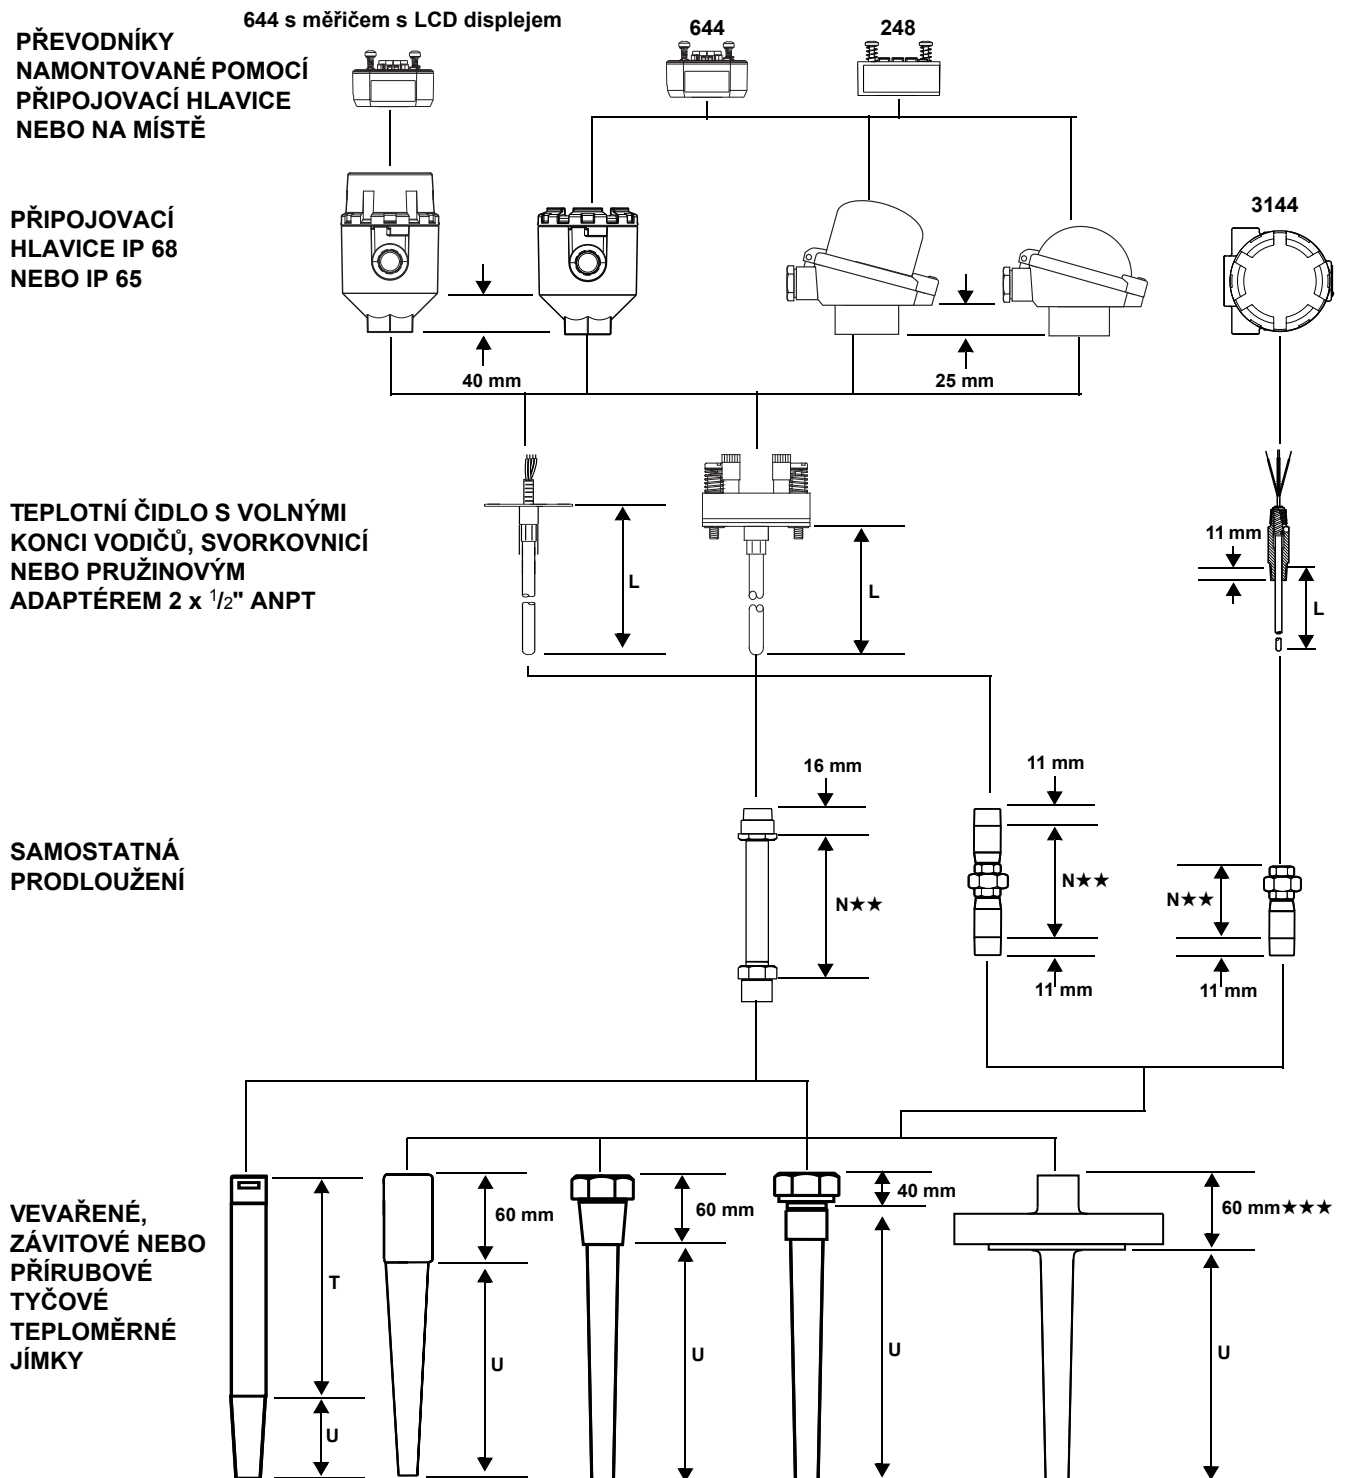 644 s měřičem s LCD displejem
PŘEVODNÍKY
NAMONTOVANÉ POMOCÍ
PŘIPOJOVACÍ HLAVICE
NEBO NA MÍSTĚ
644
248
PŘIPOJOVACÍ
HLAVICE IP 68
NEBO IP 65
3144
40 mm
25 mm
TEPLOTNÍ ČIDLO S VOLNÝMI
KONCI VODIČŮ, SVORKOVNICÍ
NEBO PRUŽINOVÝM
ADAPTÉREM 2 x 1/2" ANPT
L
L
11 mm
L
SAMOSTATNÁ
PRODLOUŽENÍ
16 mm
11 mm
N★★
N★★
N★★
11 mm
11 mm
VEVAŘENÉ,
ZÁVITOVÉ NEBO
PŘÍRUBOVÉ
TYČOVÉ
TEPLOMĚRNÉ
JÍMKY
60 mm
60 mm
40 mm
60 mm★★★
T
U
U
U
U
U